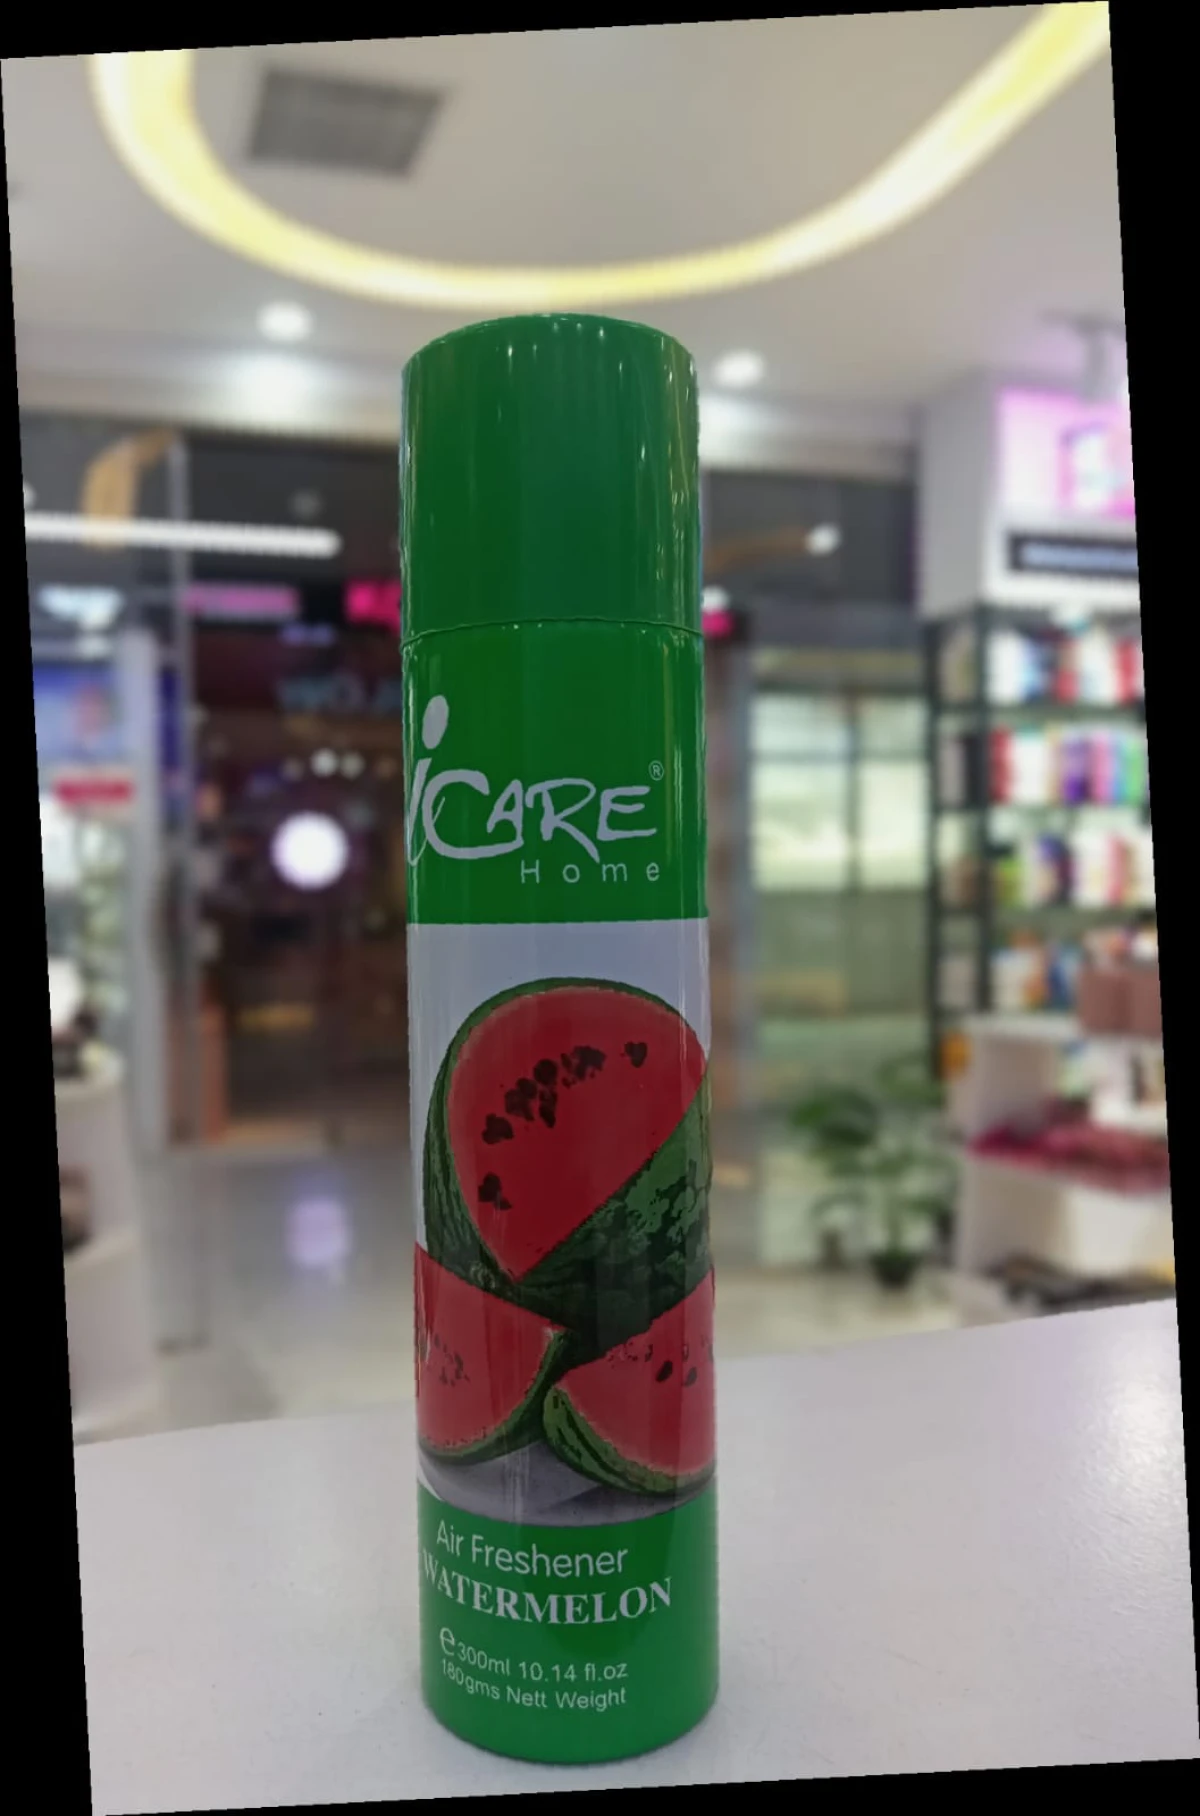 iCARE®
Home
Air Freshener
WATERMELON
℮300ml 10.14 fl.oz
180gms Nett Weight